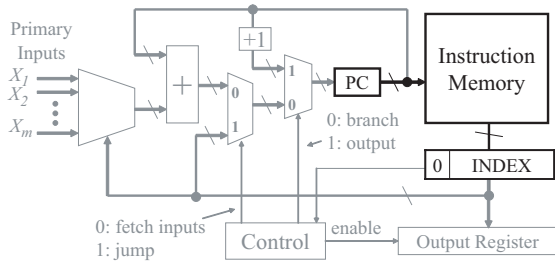 Primary
Inputs
X1
X2
Xm
+1
+
0
1
1
0
PC
Instruction
Memory
0: branch
1: output
0 INDEX
0: fetch inputs
1: jump
Control
enable
Output Register